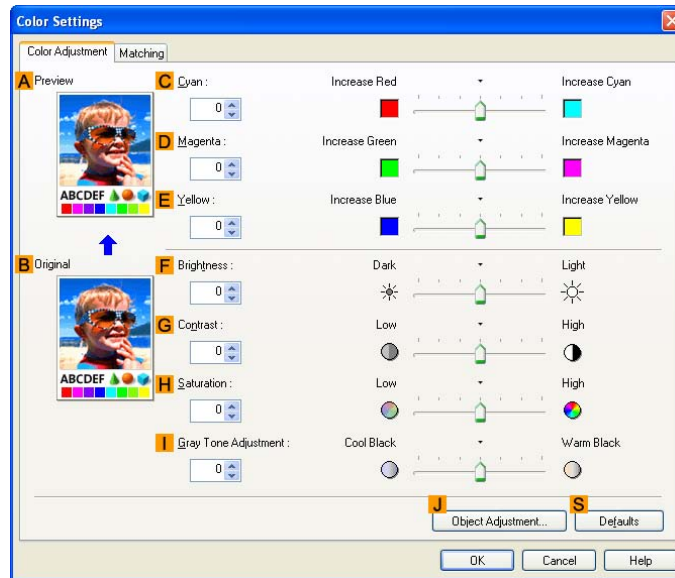 Color Settings
Color Adjustment Matching
A Preview C Cyan : Increase Red Increase Cyan
0
D Magenta : Increase Green Increase Magenta
0
ABCDEF
E Yellow : Increase Blue Increase Yellow
0
B Original F Brightness : Dark Light
0
G Contrast : Low High
0
ABCDEF
H Saturation : Low High
0
I Gray Tone Adjustment : Cool Black Warm Black
0
J S
Object Adjustment... Defaults
OK Cancel Help